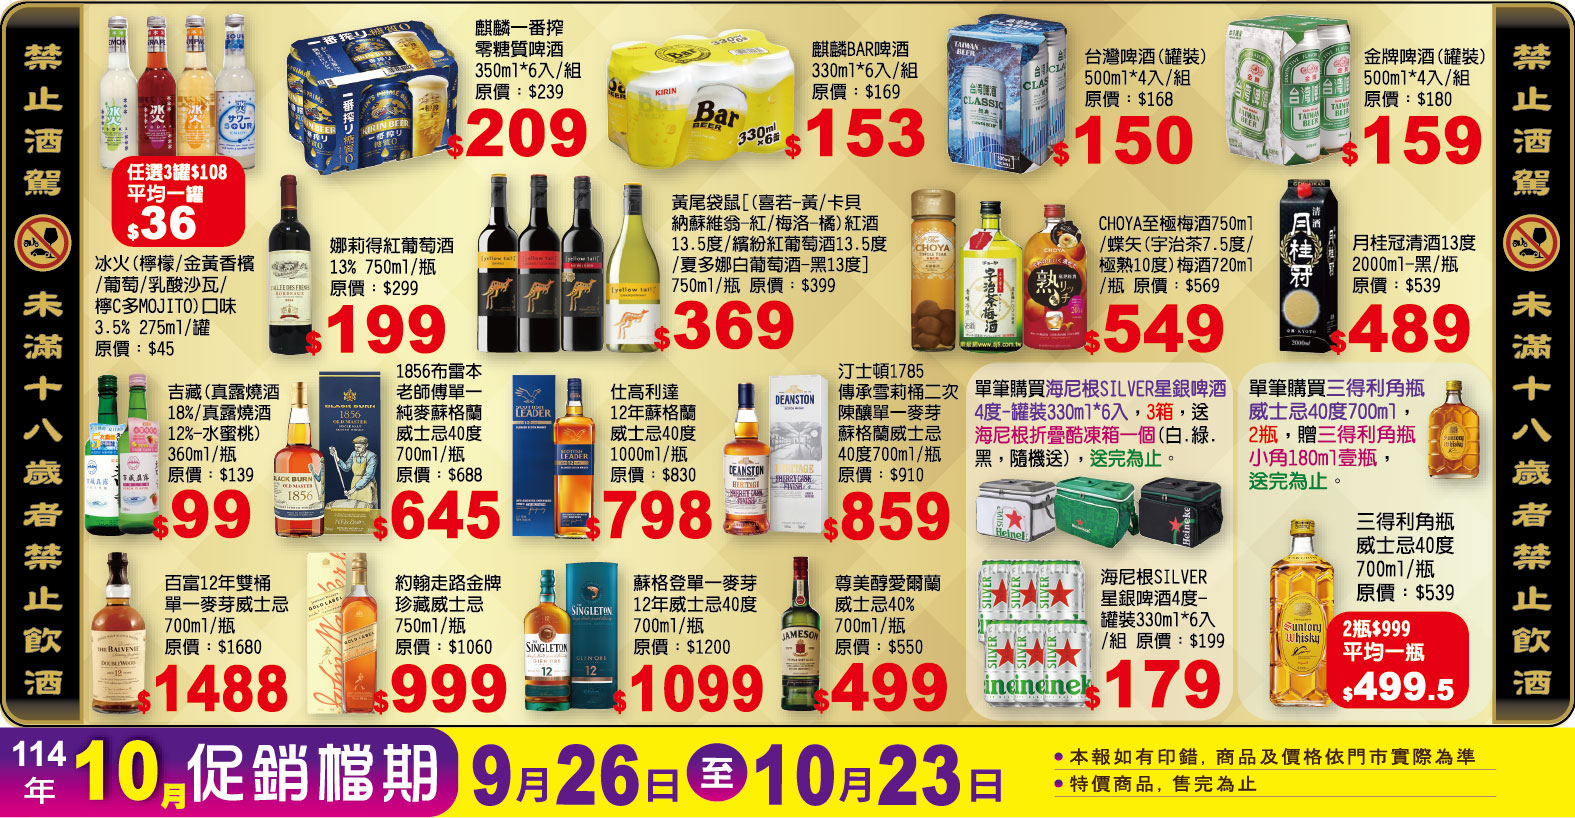 禁止酒駕
未滿十八歲者禁止飲酒
任選3罐$108
平均一罐
$36
冰火(檸檬/金黃香檳
/葡萄/乳酸沙瓦/
檸C多MOJITO)口味
3.5% 275ml/罐
原價：$45
麒麟一番搾
零糖質啤酒
350ml*6入/組
原價：$239
$209
麒麟BAR啤酒
330ml*6入/組
原價：$169
$153
台灣啤酒(罐裝)
500ml*4入/組
原價：$168
$150
金牌啤酒(罐裝)
500ml*4入/組
原價：$180
$159
娜莉得紅葡萄酒
13% 750ml/瓶
原價：$299
$199
黃尾袋鼠[(喜若-黃/卡貝
納蘇維翁-紅/梅洛-橘)紅酒
13.5度/繽紛紅葡萄酒13.5度
/夏多娜白葡萄酒-黑13度]
750ml/瓶 原價：$399
$369
CHOYA至極梅酒750ml
/蝶矢(宇治茶7.5度/
極熟10度)梅酒720ml
/瓶 原價：$569
$549
月桂冠清酒13度
2000ml-黑/瓶
原價：$539
$489
吉藏(真露燒酒
18%/真露燒酒
12%-水蜜桃)
360ml/瓶
原價：$139
$99
1856布雷本
老師傅單一
純麥蘇格蘭
威士忌40度
700ml/瓶
原價：$688
$645
仕高利達
12年蘇格蘭
威士忌40度
1000ml/瓶
原價：$830
$798
汀士頓1785
傳承雪莉桶二次
陳釀單一麥芽
蘇格蘭威士忌
40度700ml/瓶
原價：$910
$859
單筆購買海尼根SILVER星銀啤酒
4度-罐裝330ml*6入，3箱，送
海尼根折疊酷凍箱一個(白.綠.
黑，隨機送)，送完為止。
單筆購買三得利角瓶
威士忌40度700ml，
2瓶，贈三得利角瓶
小角180ml壹瓶，
送完為止。
百富12年雙桶
單一麥芽威士忌
700ml/瓶
原價：$1680
$1488
約翰走路金牌
珍藏威士忌
750ml/瓶
原價：$1060
$999
蘇格登單一麥芽
12年威士忌40度
700ml/瓶
原價：$1200
$1099
尊美醇愛爾蘭
威士忌40%
700ml/瓶
原價：$550
$499
海尼根SILVER
星銀啤酒4度-
罐裝330ml*6入
/組 原價：$199
$179
三得利角瓶
威士忌40度
700ml/瓶
原價：$539
2瓶$999
平均一瓶
$499.5
禁止酒駕
未滿十八歲者禁止飲酒
114年10月促銷檔期 9月26日至10月23日
•本報如有印錯, 商品及價格依門市實際為準
•特價商品, 售完為止